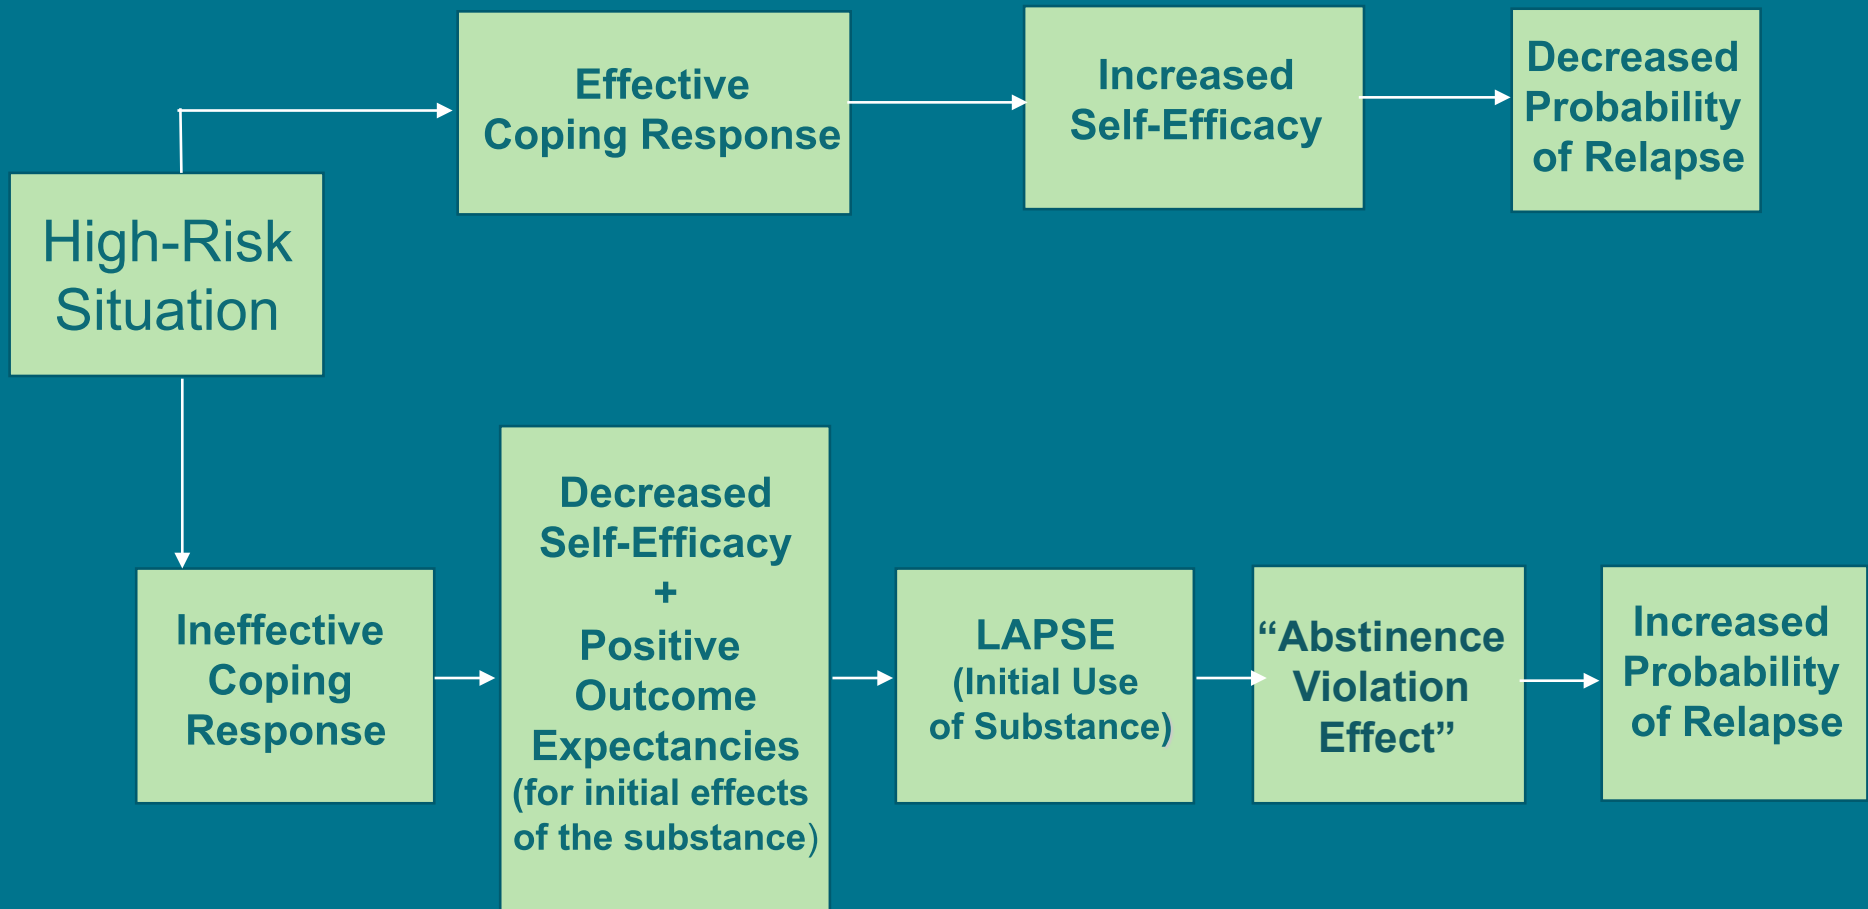 High-Risk
Situation
Effective
Coping Response
Increased
Self-Efficacy
Decreased
Probability
of Relapse
Ineffective
Coping
Response
Decreased
Self-Efficacy
+
Positive
Outcome
Expectancies
(for initial effects
of the substance)
LAPSE
(Initial Use
of Substance)
“Abstinence
Violation
Effect”
Increased
Probability
of Relapse